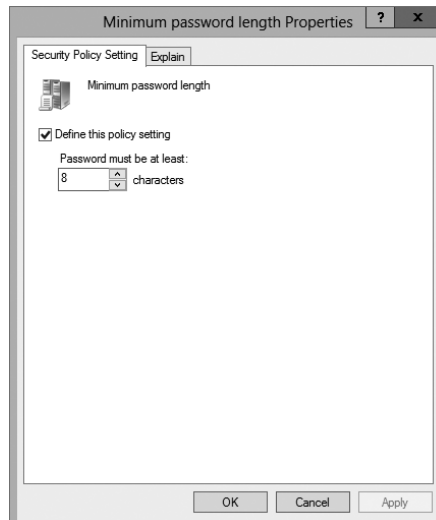 Minimum password length Properties
?
x
Security Policy Setting
Explain
Minimum password length
Define this policy setting
Password must be at least:
8
characters
OK
Cancel
Apply